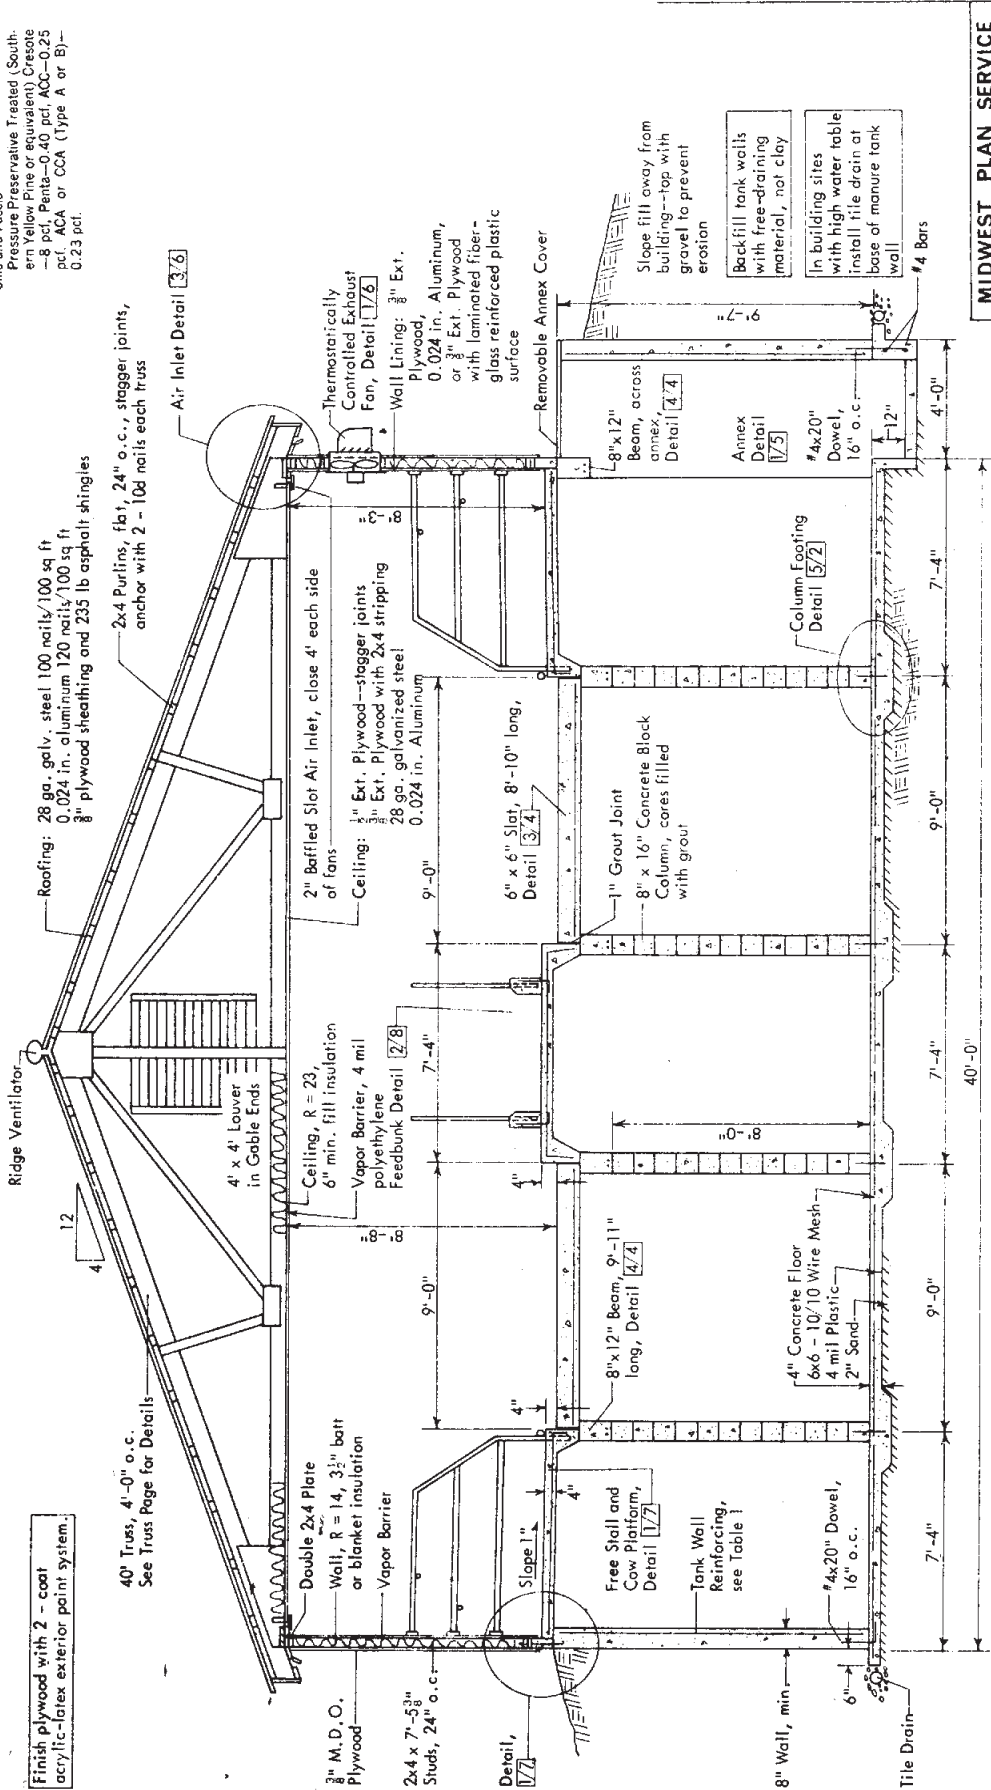 Finish plywood with 2 - coat
acrylic-latex exterior paint system.
40' Truss, 4'-0" o.c.
See Truss Page for Details
12
4
Ridge Ventilator
Roofing: 28 ga. galv. steel 100 nails/100 sq ft
0.024 in. aluminum 120 nails/100 sq ft
3/8" plywood sheathing and 235 lb asphalt shingles
2x4 Purlins, flat, 24" o.c., stagger joints,
anchor with 2 - 10d nails each truss
Air Inlet Detail 3/6
Pressure Preservative Treated (South-
ern Yellow Pine or equivalent) Cresote
—8 pcf, Penta—0.40 pcf, ACC—0.25
pcf. ACA or CCA (Type A or B)—
0.23 pcf.
4' x 4' Louver
in Gable Ends
Ceiling, R = 23,
6" min. fill insulation
Vapor Barrier, 4 mil
polyethylene
Feedbunk Detail 2/8
2" Baffled Slot Air Inlet, close 4' each side
of fans
Ceiling: 1/2" Ext. Plywood--stagger joints
3/8" Ext. Plywood with 2x4 stripping
28 ga. galvanized steel
0.024 in. Aluminum
Thermostatically
Controlled Exhaust
Fan, Detail 1/6
Wall Lining: 3/8" Ext.
Plywood,
0.024 in. Aluminum,
or 3/8" Ext. Plywood
with laminated fiber-
glass reinforced plastic
surface
Double 2x4 Plate
Wall, R = 14, 3 1/2" batt
or blanket insulation
Vapor Barrier
3/8" M.D.O.
Plywood
2x4 x 7'-5 3/8"
Studs, 24" o.c.
Detail,
1/7
Slope 1"
8'-8"
8'-3"
9'-0"
7'-4"
9'-0"
4"
4"
4"
6" x 6" Slat, 8'-10" long,
Detail 3/4
1" Grout Joint
8" x 16" Concrete Block
Column, cores filled
with grout
Removable Annex Cover
8"x12"
Beam, across
annex,
Detail 4/4
Annex
Detail
1/5
#4x20"
Dowel,
16" o.c.
12"
9'-7"
Slope fill away from
building--top with
gravel to prevent
erosion
Backfill tank walls
with free-draining
material, not clay
In building sites
with high water table
install tile drain at
base of manure tank
wall
#4 Bars
Free Stall and
Cow Platform,
Detail 1/7
8"x12" Beam, 9'-11"
long, Detail 4/4
Tank Wall
Reinforcing,
see Table 1
#4x20" Dowel,
16" o.c.
4" Concrete Floor
6x6 - 10/10 Wire Mesh
4 mil Plastic
2" Sand
8'-0"
Column Footing
Detail 5/2
8" Wall, min.
6"
Tile Drain
7'-4"
9'-0"
7'-4"
9'-0"
7'-4"
4'-0"
40'-0"
MIDWEST PLAN SERVICE